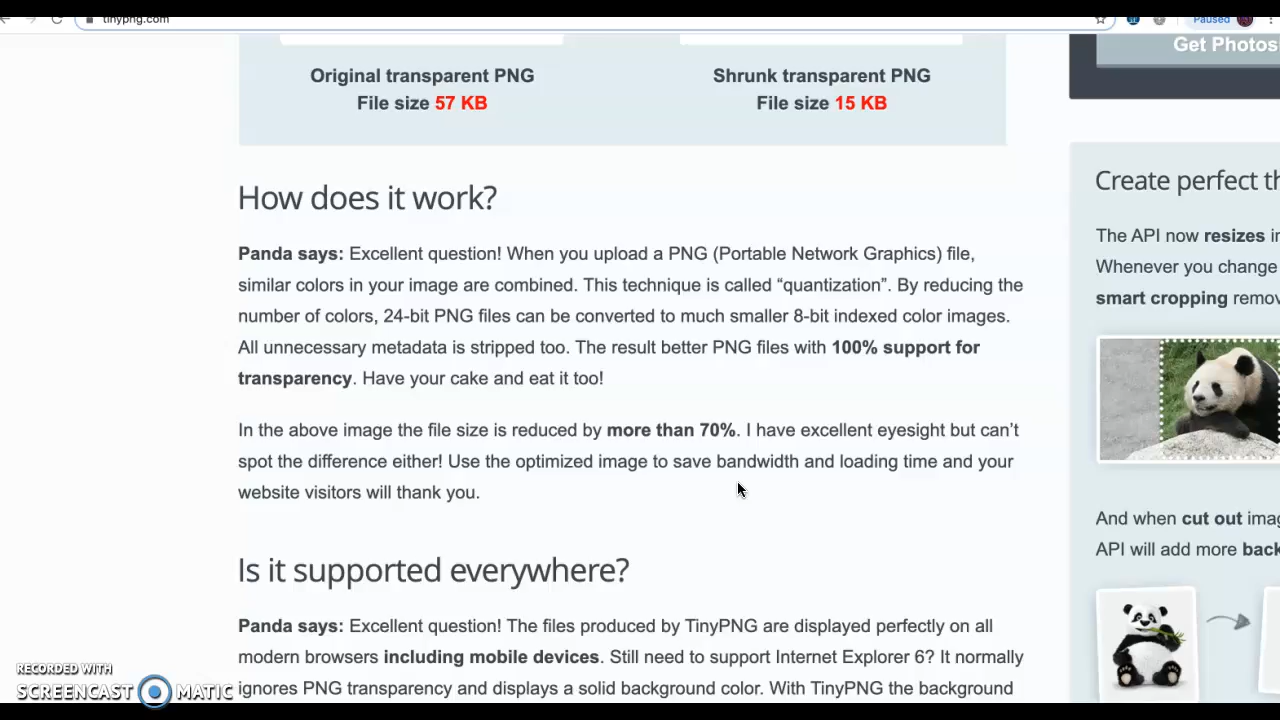 tinypng.com
Paused
Get Photos
Original transparent PNG
File size 57 KB
Shrunk transparent PNG
File size 15 KB
How does it work?
Panda says: Excellent question! When you upload a PNG (Portable Network Graphics) file,
similar colors in your image are combined. This technique is called “quantization”. By reducing the
number of colors, 24-bit PNG files can be converted to much smaller 8-bit indexed color images.
All unnecessary metadata is stripped too. The result better PNG files with 100% support for
transparency. Have your cake and eat it too!
In the above image the file size is reduced by more than 70%. I have excellent eyesight but can’t
spot the difference either! Use the optimized image to save bandwidth and loading time and your
website visitors will thank you.
Is it supported everywhere?
Panda says: Excellent question! The files produced by TinyPNG are displayed perfectly on all
modern browsers including mobile devices. Still need to support Internet Explorer 6? It normally
ignores PNG transparency and displays a solid background color. With TinyPNG the background
Create perfect
The API now resizes
Whenever you change
smart cropping
And when cut out
API will add more
RECORDED WITH
SCREENCAST MATIC